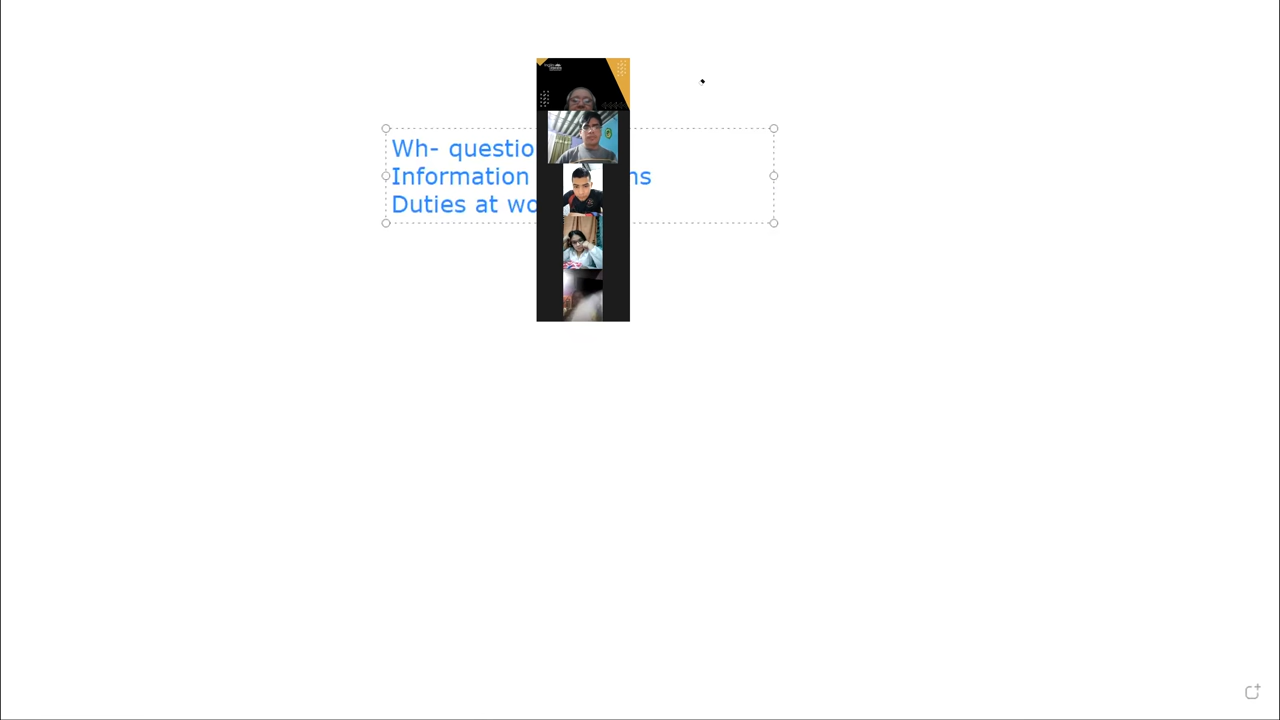 Wh- questio
Information ns
Duties at wo